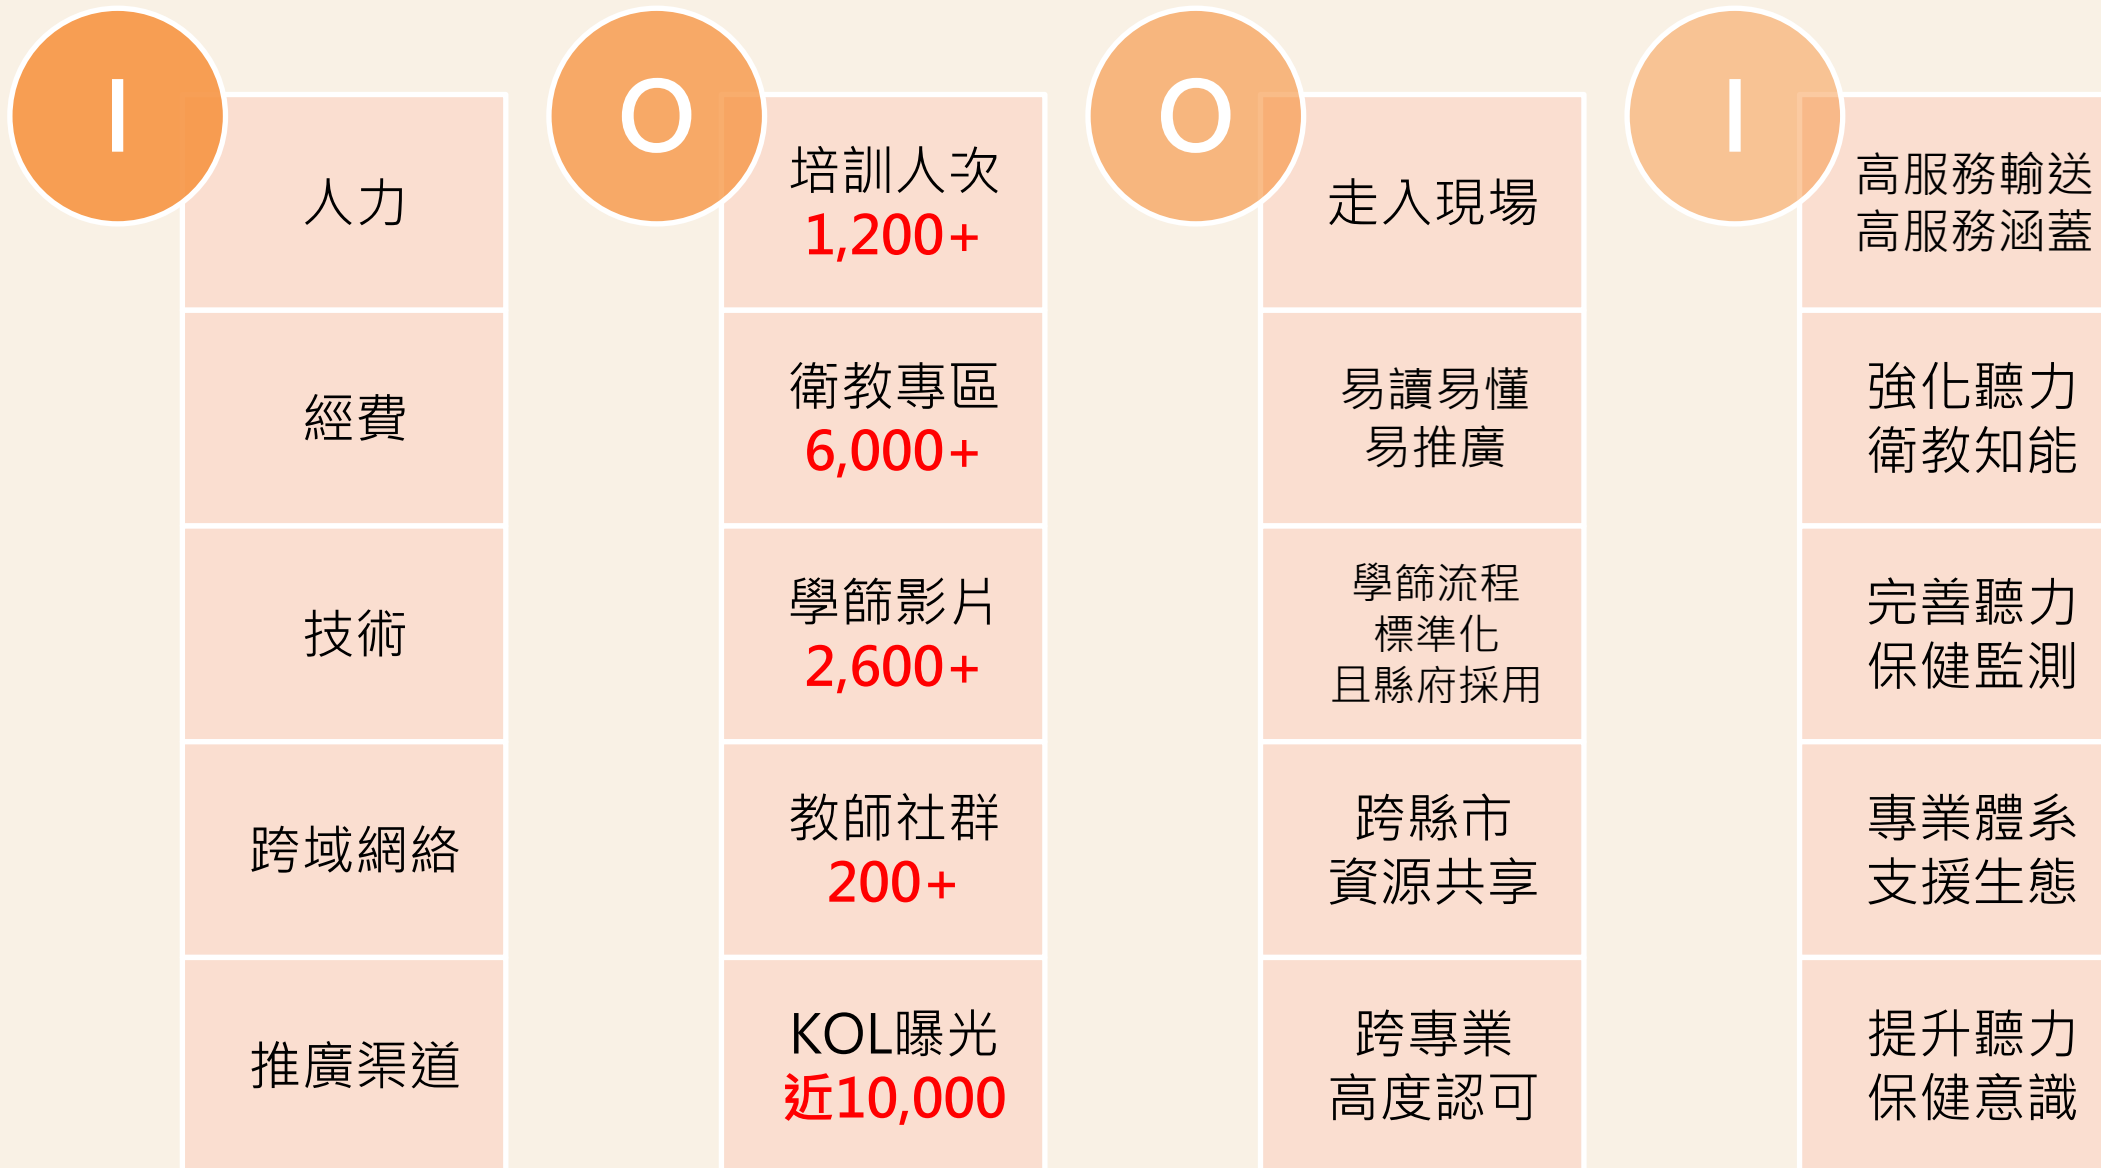 I
人力
經費
技術
跨域網絡
推廣渠道
O
培訓人次
1,200+
衛教專區
6,000+
學篩影片
2,600+
教師社群
200+
KOL曝光
近10,000
O
走入現場
易讀易懂
易推廣
學篩流程
標準化
且縣府採用
跨縣市
資源共享
跨專業
高度認可
I
高服務輸送
高服務涵蓋
強化聽力
衛教知能
完善聽力
保健監測
專業體系
支援生態
提升聽力
保健意識